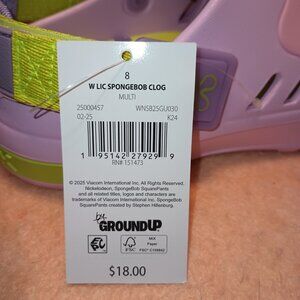 8
W LIC SPONGEBOB CLOG
MULTI
25000457 WNSB25GU030
02-25 K24
1 95142 27929 9
RN# 151473
© 2025 Viacom International Inc. All Rights Reserved.
Nickelodeon, SpongeBob SquarePants
and all related titles, logos and characters are
trademarks of Viacom International Inc. SpongeBob
SquarePants created by Stephen Hillenburg.
by
GROUNDUP
FSC
MIX
Paper
$18.00